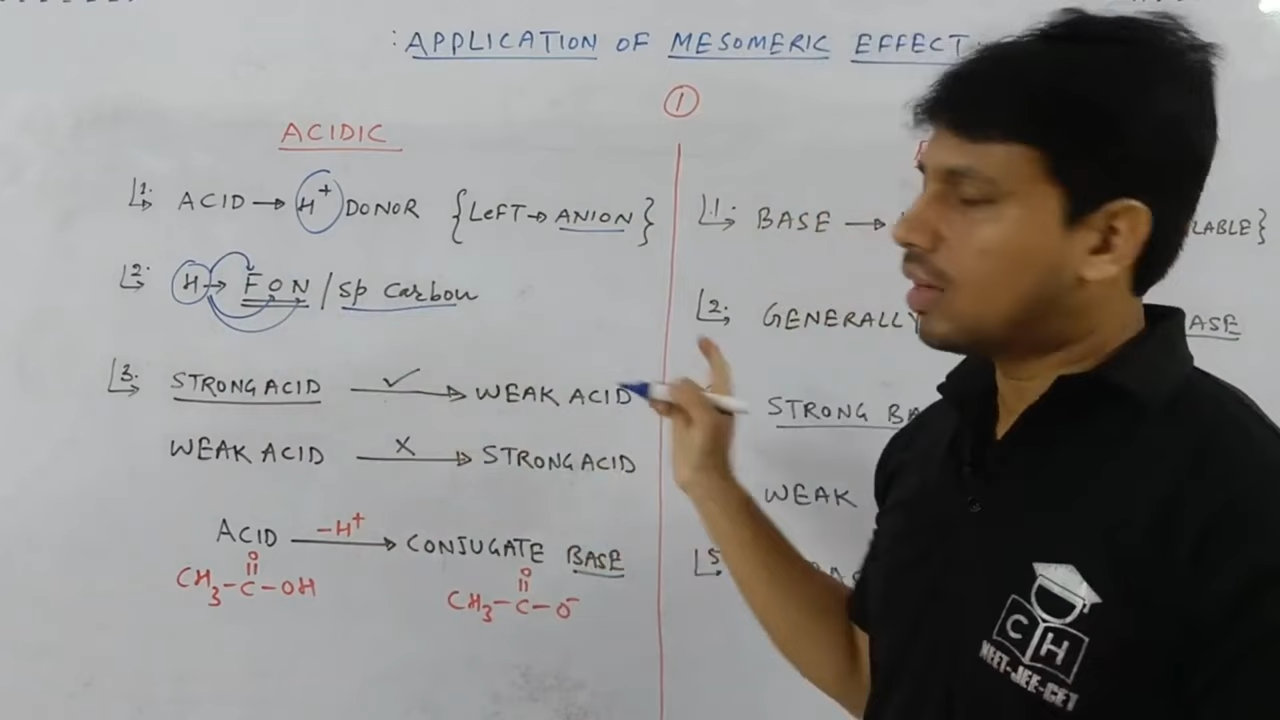 : APPLICATION OF MESOMERIC EFFECT
1
ACIDIC
1. ACID → H+ DONOR {LEFT → ANION}
2. H → F O N / sp carbon
3. STRONG ACID ✓→ WEAK ACID
WEAK ACID X→ STRONG ACID
ACID -H+→ CONJUGATE BASE
O
CH3-C-OH
O
CH3-C-O-
1. BASE → LABLE}
2. GENERALLY ASE
STRONG BA
WEAK
5.
C H
NEET-JEE-CET